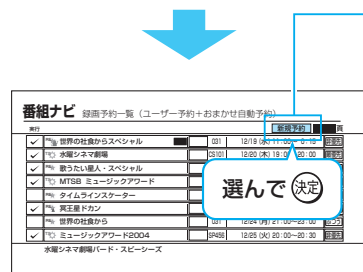 番組ナビ 録画予約一覧（ユーザー予約+おまかせ自動予約）
実行 新規予約 頁
世界の社食からスペシャル 031 12/19 (水) 11:00
水曜シネマ劇場 CS101 12/20 (木) 19:00 20:00
歌うたい星人・スペシャル
MTSB ミュージックアワード
タイムラインスケーター
冥王星ドカン
世界の社食から 031 12/24 (月) 21:00~23:00
ミュージックアワード2004 SP456 12/25 (火) 20:00~20:30
水曜シネマ劇場バード・スピーシーズ
選んで 決定